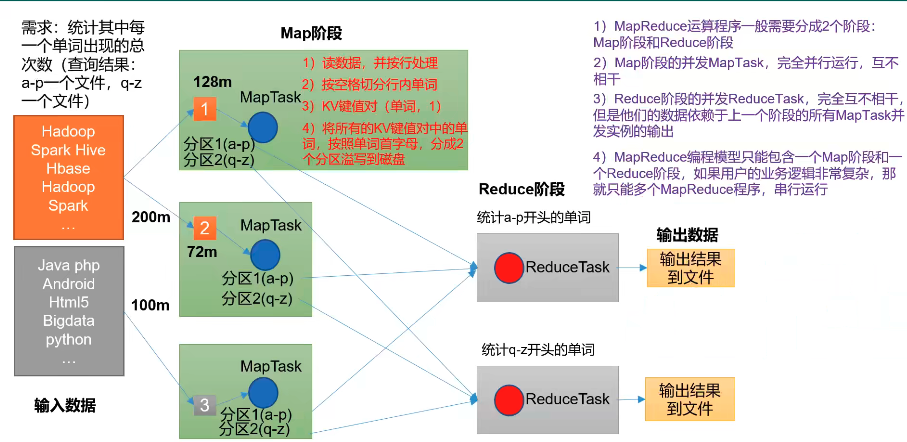 需求：统计其中每
一个单词出现的总
次数（查询结果：
a-p一个文件，q-z
一个文件）
Hadoop
Spark Hive
Hbase
Hadoop
Spark
…
200m
Java php
Android
Html5
Bigdata
python
…
100m
输入数据
Map阶段
128m
1
MapTask
分区1(a-p)
分区2(q-z)
1）读数据，并按行处理
2）按空格切分行内单词
3）KV键值对（单词，1）
4）将所有的KV键值对中的单
词，按照单词首字母，分成2
个分区溢写到磁盘
2
72m
MapTask
分区1(a-p)
分区2(q-z)
3
MapTask
分区1(a-p)
分区2(q-z)
Reduce阶段
统计a-p开头的单词
ReduceTask
统计q-z开头的单词
ReduceTask
输出数据
输出结果
到文件
输出结果
到文件
1）MapReduce运算程序一般需要分成2个阶段：
Map阶段和Reduce阶段
2）Map阶段的并发MapTask，完全并行运行，互不
相干
3）Reduce阶段的并发ReduceTask，完全互不相干，
但是他们的数据依赖于上一个阶段的所有MapTask并
发实例的输出
4）MapReduce编程模型只能包含一个Map阶段和一
个Reduce阶段，如果用户的业务逻辑非常复杂，那
就只能多个MapReduce程序，串行运行